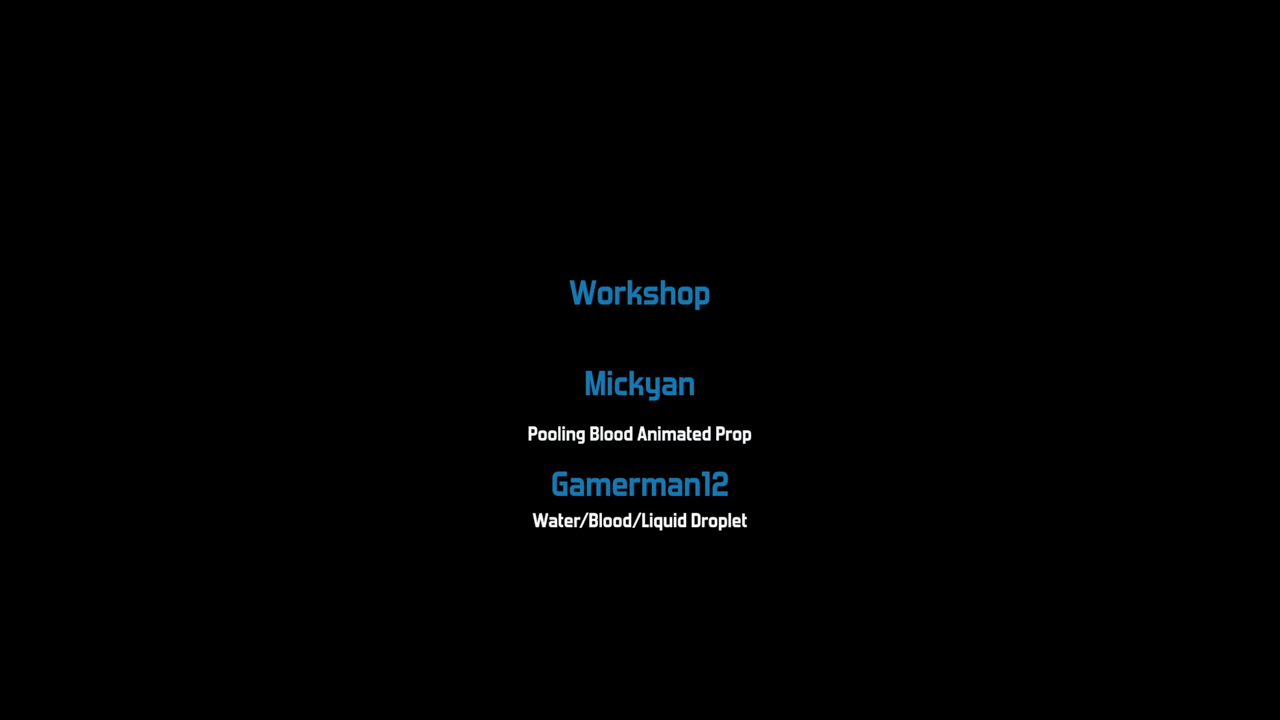 Workshop
Mickyan
Pooling Blood Animated Prop
Gamerman12
Water/Blood/Liquid Droplet